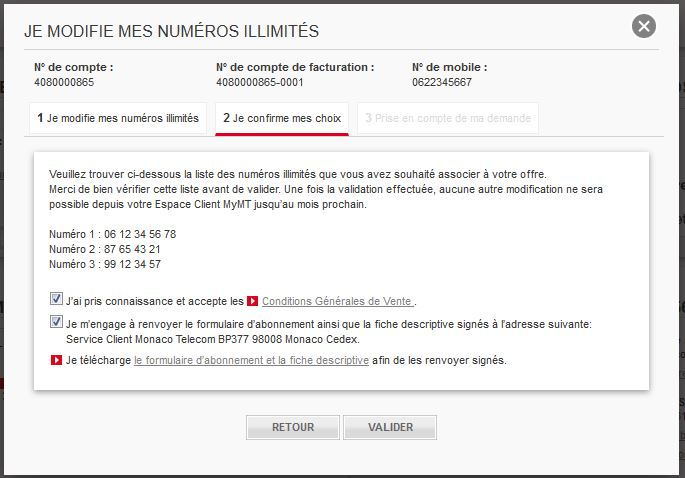 JE MODIFIE MES NUMÉROS ILLIMITÉS
N° de compte : N° de compte de facturation : N° de mobile :
4080000865 4080000865-0001 0622345667
1 Je modifie mes numéros illimités 2 Je confirme mes choix 3 Prise en compte de ma demande
Veuillez trouver ci-dessous la liste des numéros illimités que vous avez souhaité associer à votre offre.
Merci de bien vérifier cette liste avant de valider. Une fois la validation effectuée, aucune autre modification ne sera
possible depuis votre Espace Client MyMT jusqu'au mois prochain.
Numéro 1 : 06 12 34 56 78
Numéro 2 : 87 65 43 21
Numéro 3 : 99 12 34 57
J'ai pris connaissance et accepte les Conditions Générales de Vente .
Je m'engage à renvoyer le formulaire d'abonnement ainsi que la fiche descriptive signés à l'adresse suivante:
Service Client Monaco Telecom BP377 98008 Monaco Cedex.
Je télécharge le formulaire d'abonnement et la fiche descriptive afin de les renvoyer signés.
RETOUR VALIDER